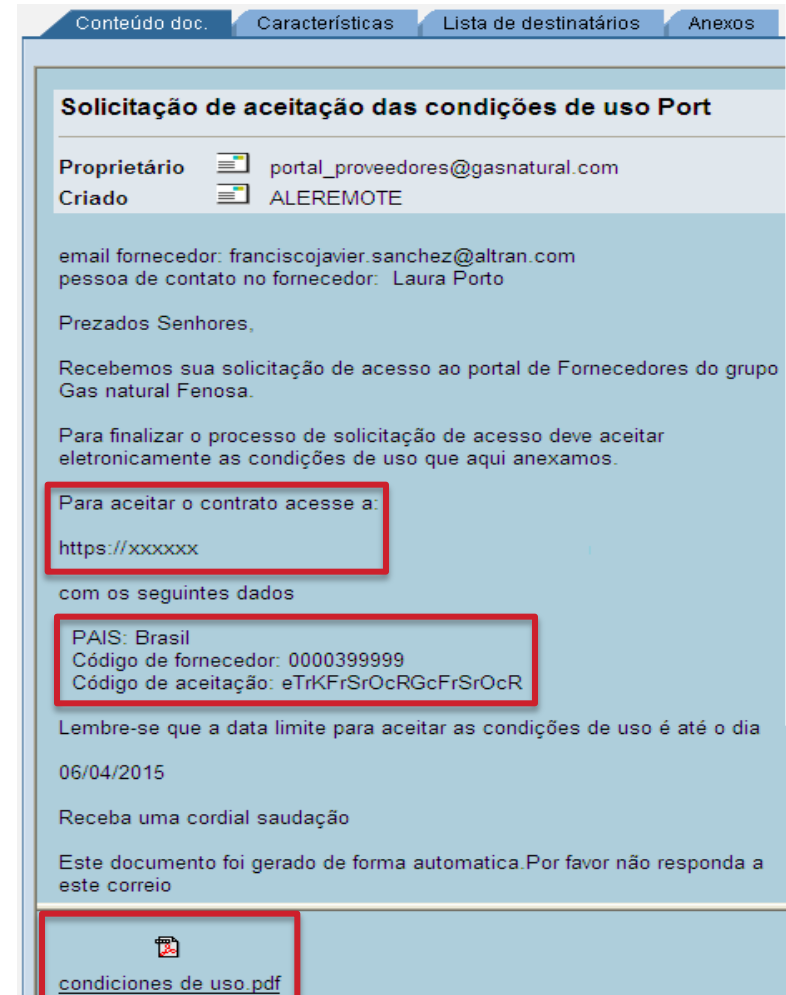 Conteúdo doc. Características Lista de destinatários Anexos
Solicitação de aceitação das condições de uso Port
Proprietário portal_proveedores@gasnatural.com
Criado ALEREMOTE
email fornecedor: franciscojavier.sanchez@altran.com
pessoa de contato no fornecedor: Laura Porto
Prezados Senhores,
Recebemos sua solicitação de acesso ao portal de Fornecedores do grupo
Gas natural Fenosa.
Para finalizar o processo de solicitação de acesso deve aceitar
eletronicamente as condições de uso que aqui anexamos.
Para aceitar o contrato acesse a:
https://xxxxxx
com os seguintes dados
PAIS: Brasil
Código de fornecedor: 0000399999
Código de aceitação: eTrKFrSrOcRGcFrSrOcR
Lembre-se que a data limite para aceitar as condições de uso é até o dia
06/04/2015
Receba uma cordial saudação
Este documento foi gerado de forma automatica.Por favor não responda a
este correio
condiciones de uso.pdf